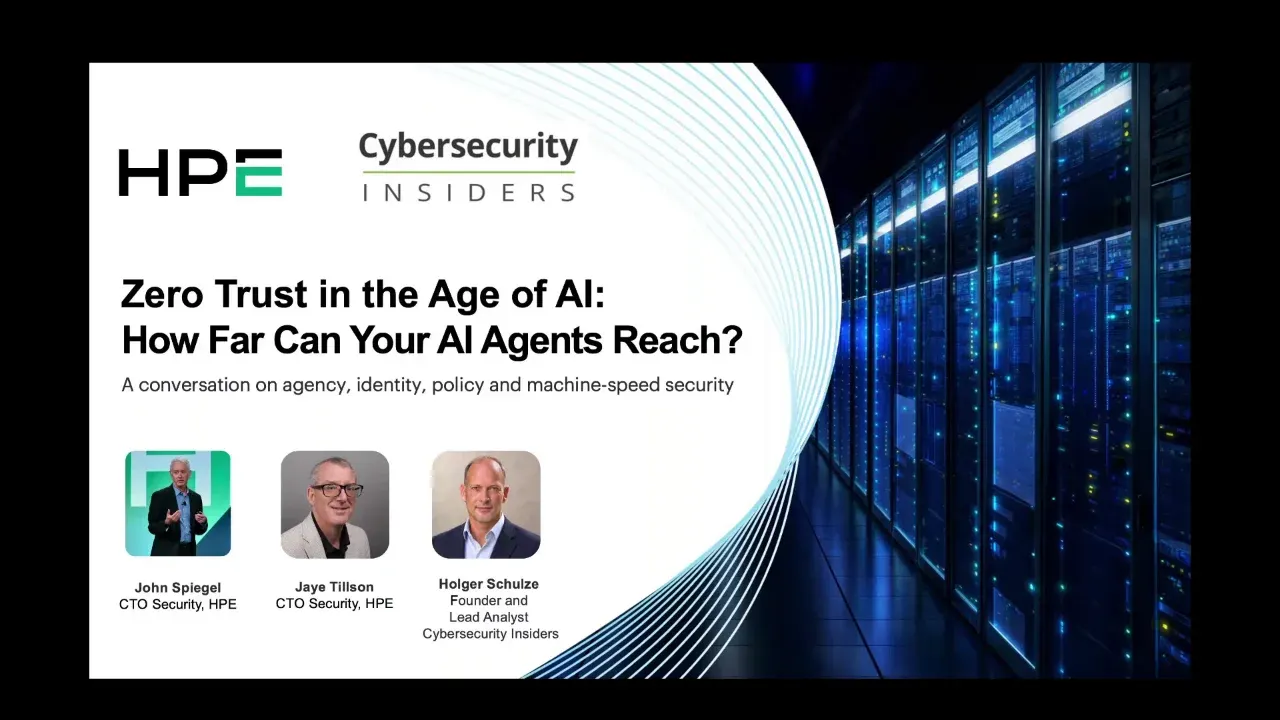 HPE
Cybersecurity
INSIDERS
Zero Trust in the Age of AI:
How Far Can Your AI Agents Reach?
A conversation on agency, identity, policy and machine-speed security
John Spiegel
CTO Security, HPE
Jaye Tillson
CTO Security, HPE
Holger Schulze
Founder and
Lead Analyst
Cybersecurity Insiders